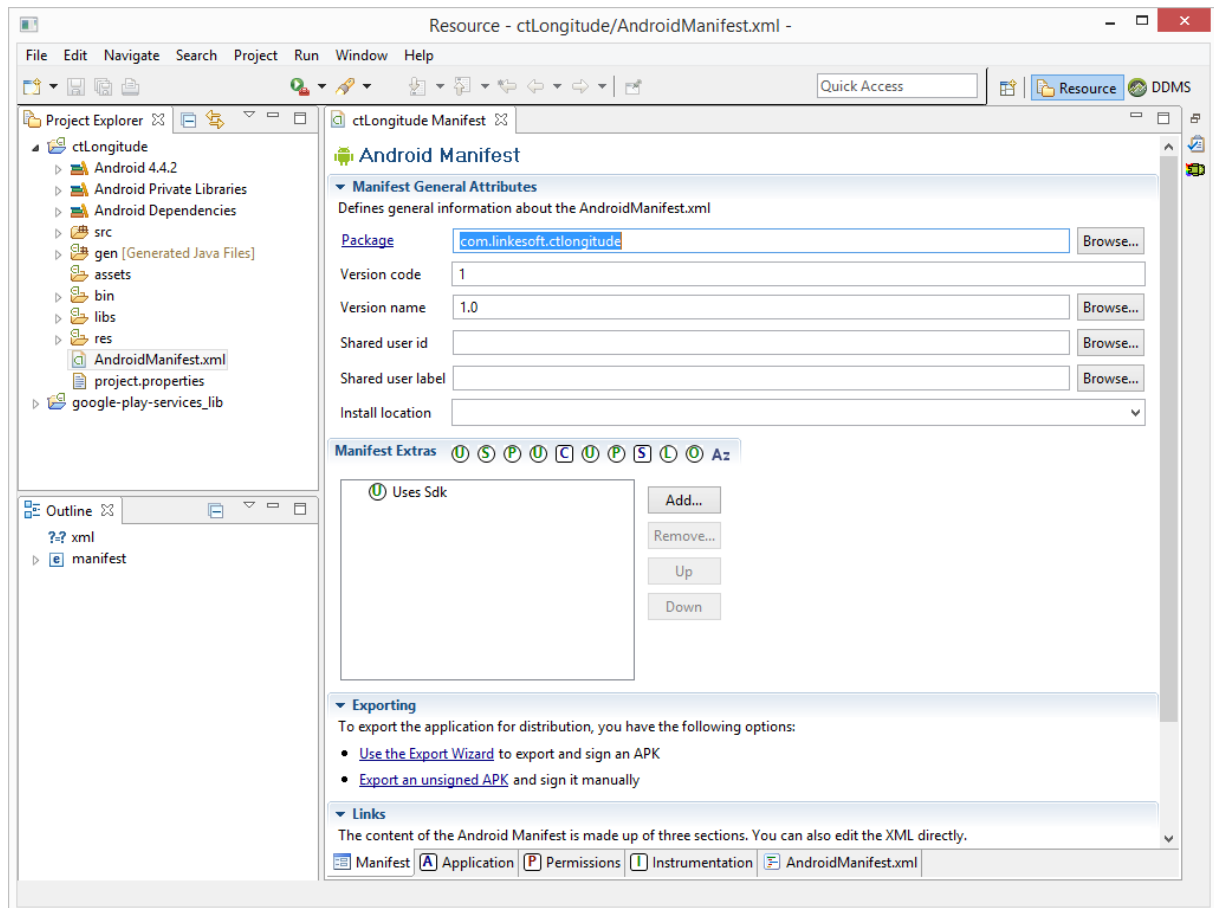 Resource - ctLongitude/AndroidManifest.xml -
File Edit Navigate Search Project Run Window Help
Quick Access
Resource
DDMS
Project Explorer
ctLongitude
Android 4.4.2
Android Private Libraries
Android Dependencies
src
gen [Generated Java Files]
assets
bin
libs
res
AndroidManifest.xml
project.properties
google-play-services_lib
Outline
?=? xml
e manifest
ctLongitude Manifest
Android Manifest
Manifest General Attributes
Defines general information about the AndroidManifest.xml
Package com.linkesoft.ctlongitude Browse...
Version code 1
Version name 1.0 Browse...
Shared user id Browse...
Shared user label Browse...
Install location
Manifest Extras U S P U C U P S L O Az
U Uses Sdk
Add...
Remove...
Up
Down
Exporting
To export the application for distribution, you have the following options:
• Use the Export Wizard to export and sign an APK
• Export an unsigned APK and sign it manually
Links
The content of the Android Manifest is made up of three sections. You can also edit the XML directly.
Manifest A Application P Permissions I Instrumentation AndroidManifest.xml